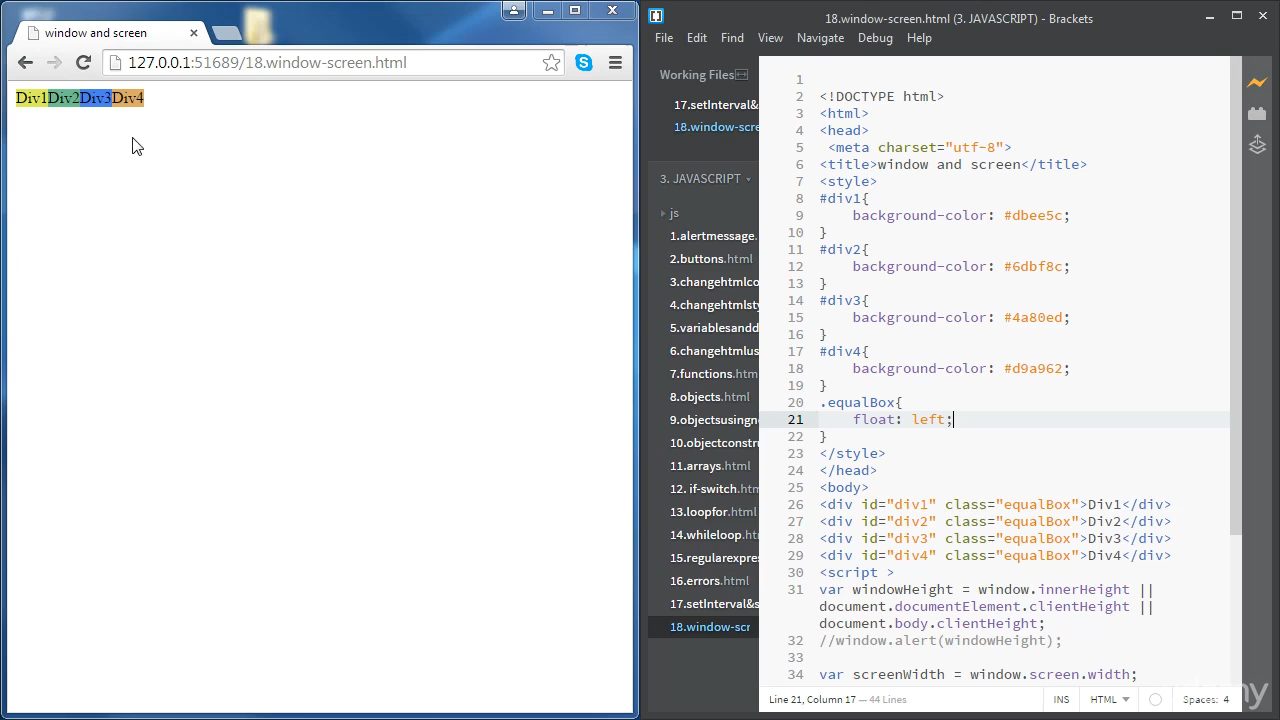 window and screen
127.0.0.1:51689/18.window-screen.html
Div1Div2Div3Div4
18.window-screen.html (3. JAVASCRIPT) - Brackets
File Edit Find View Navigate Debug Help
Working Files
17.setInterval&
18.window-scre
3. JAVASCRIPT
js
1.alertmessage.
2.buttons.html
3.changehtmlco
4.changehtmlsty
5.variablesandd
6.changehtmlus
7.functions.htm
8.objects.html
9.objectsusingne
10.objectconstru
11.arrays.html
12. if-switch.htm
13.loopfor.html
14.whileloop.ht
15.regularexpre
16.errors.html
17.setInterval&s
18.window-scr
1
2 <!DOCTYPE html>
3 <html>
4 <head>
5 <meta charset="utf-8">
6 <title>window and screen</title>
7 <style>
8 #div1{
9 background-color: #dbee5c;
10 }
11 #div2{
12 background-color: #6dbf8c;
13 }
14 #div3{
15 background-color: #4a80ed;
16 }
17 #div4{
18 background-color: #d9a962;
19 }
20 .equalBox{
21 float: left;
22 }
23 </style>
24 </head>
25 <body>
26 <div id="div1" class="equalBox">Div1</div>
27 <div id="div2" class="equalBox">Div2</div>
28 <div id="div3" class="equalBox">Div3</div>
29 <div id="div4" class="equalBox">Div4</div>
30 <script >
31 var windowHeight = window.innerHeight ||
document.documentElement.clientHeight ||
document.body.clientHeight;
32 //window.alert(windowHeight);
33
34 var screenWidth = window.screen.width;
Line 21, Column 17 — 44 Lines
INS HTML Spaces: 4